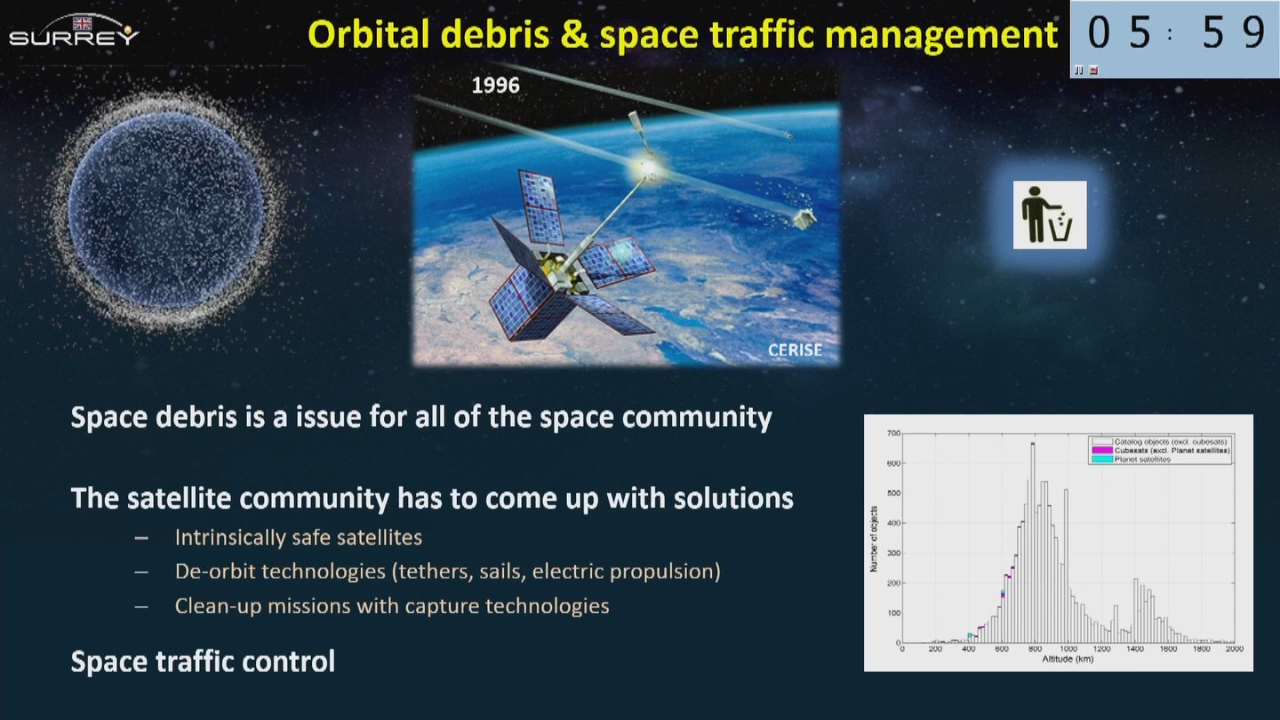 SURREY
Orbital debris & space traffic management
05:59
1996
CERISE
Space debris is a issue for all of the space community
The satellite community has to come up with solutions
– Intrinsically safe satellites
– De-orbit technologies (tethers, sails, electric propulsion)
– Clean-up missions with capture technologies
Space traffic control
Catalog objects (excl. cubesats)
Cubesats (excl. Planet satellites)
Planet satellites
Number of objects
700
600
500
400
300
200
100
0
0 200 400 600 800 1000 1200 1400 1600 1800 2000
Altitude (km)